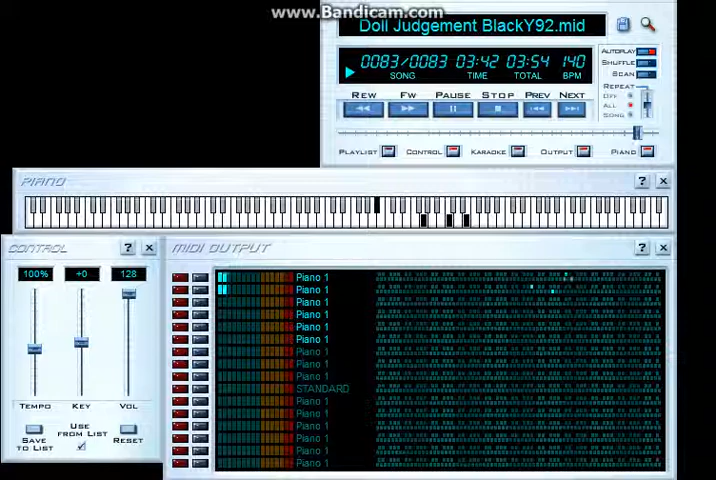 www.Bandicam.com
Doll Judgement BlackY92.mid
0083/0083 03:42 03:54 140
SONG TIME TOTAL BPM
AUTOPLAY
SHUFFLE
SCAN
REPEAT
OFF
ALL
SONG
REW FW PAUSE STOP PREV NEXT
PLAYLIST CONTROL KARAOKE OUTPUT PIANO
PIANO ? ×
CONTROL ? ×
100% +0 128
TEMPO KEY VOL
SAVE TO LIST
USE FROM LIST
RESET
MIDI OUTPUT ? ×
Piano 1
Piano 1
Piano 1
Piano 1
Piano 1
Piano 1
Piano 1
Piano 1
Piano 1
STANDARD
Piano 1
Piano 1
Piano 1
Piano 1
Piano 1
Piano 1